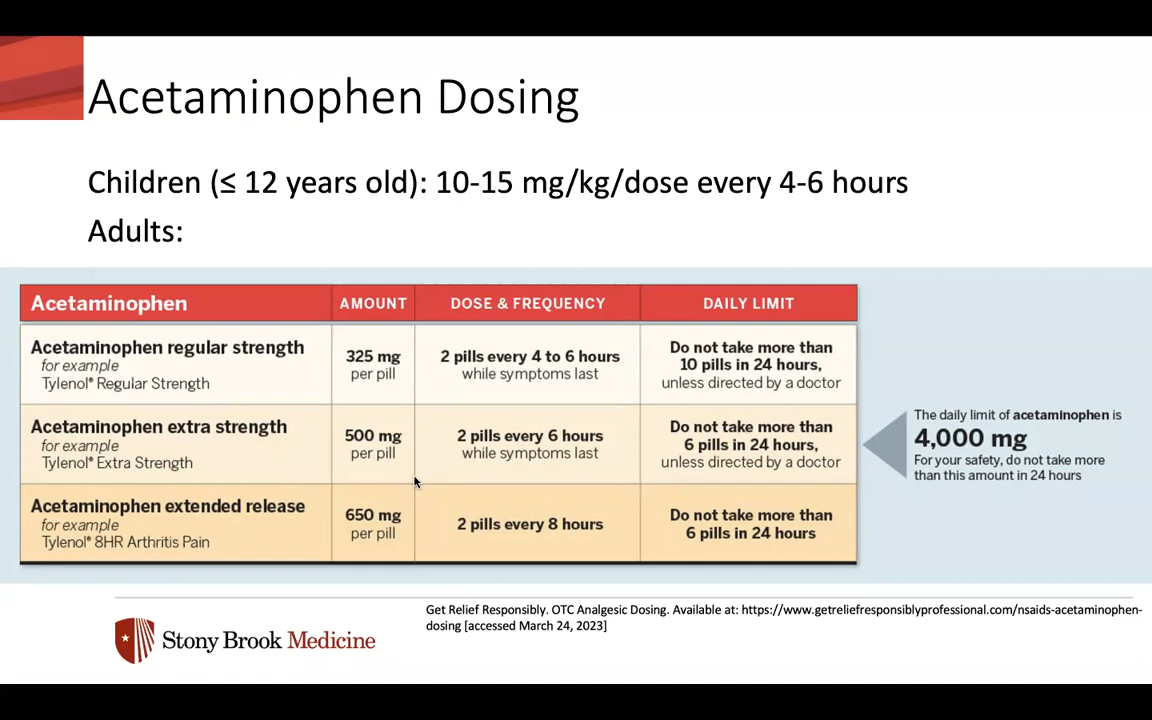 Acetaminophen Dosing
Children (≤ 12 years old): 10-15 mg/kg/dose every 4-6 hours
Adults:
Acetaminophen AMOUNT DOSE & FREQUENCY DAILY LIMIT
Acetaminophen regular strength
for example
Tylenol® Regular Strength
325 mg
per pill
2 pills every 4 to 6 hours
while symptoms last
Do not take more than
10 pills in 24 hours,
unless directed by a doctor
Acetaminophen extra strength
for example
Tylenol® Extra Strength
500 mg
per pill
2 pills every 6 hours
while symptoms last
Do not take more than
6 pills in 24 hours,
unless directed by a doctor
Acetaminophen extended release
for example
Tylenol® 8HR Arthritis Pain
650 mg
per pill
2 pills every 8 hours
Do not take more than
6 pills in 24 hours
The daily limit of acetaminophen is
4,000 mg
For your safety, do not take more
than this amount in 24 hours
Get Relief Responsibly. OTC Analgesic Dosing. Available at: https://www.getreliefresponsiblyprofessional.com/nsaids-acetaminophen-
dosing [accessed March 24, 2023]
Stony Brook Medicine